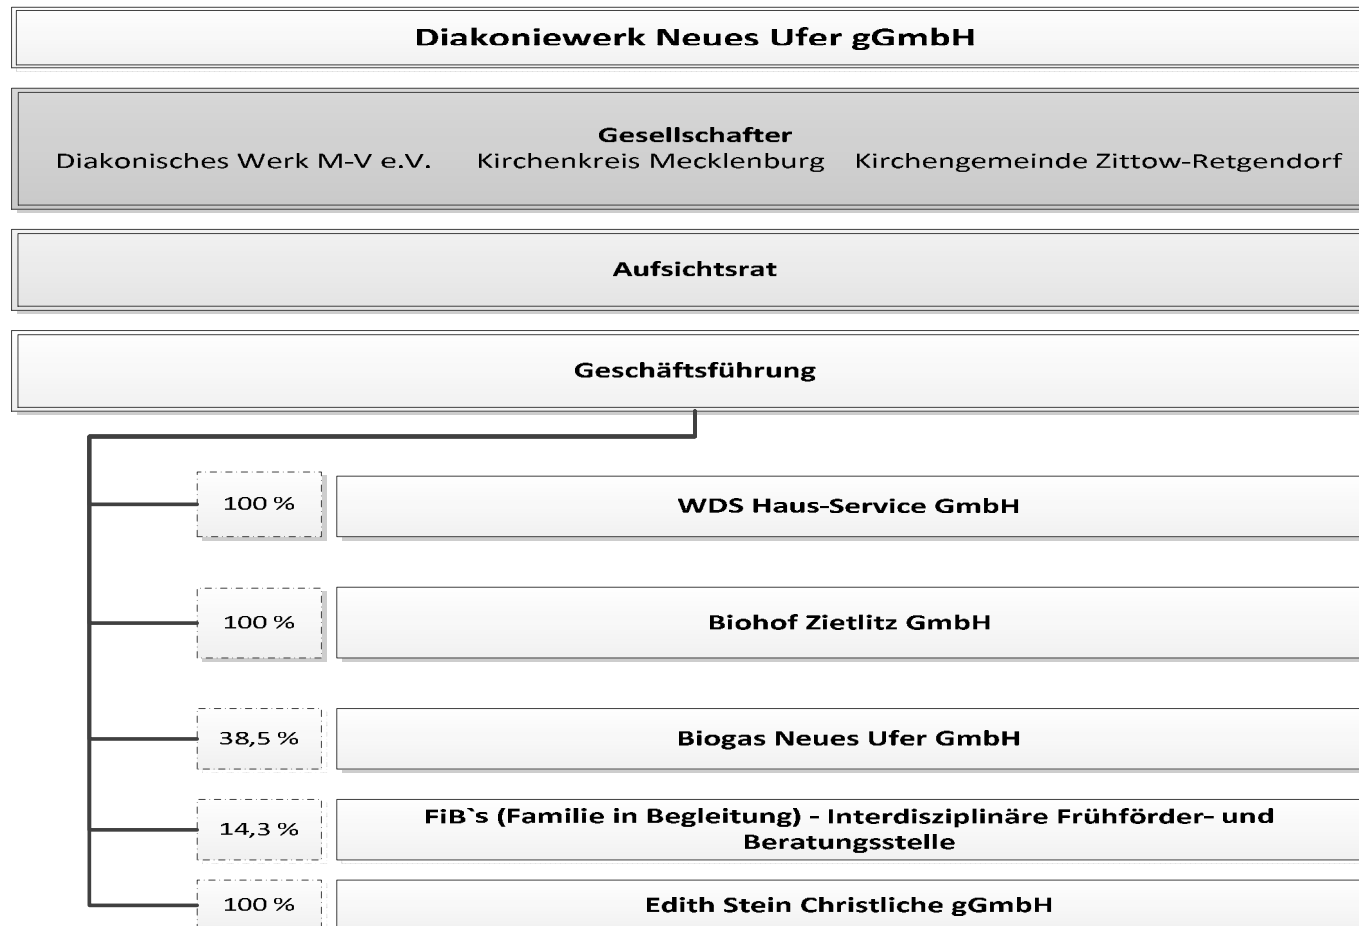 Diakoniewerk Neues Ufer gGmbH
Gesellschafter
Diakonisches Werk M-V e.V. Kirchenkreis Mecklenburg Kirchengemeinde Zittow-Retgendorf
Aufsichtsrat
Geschäftsführung
100 % WDS Haus-Service GmbH
100 % Biohof Zietlitz GmbH
38,5 % Biogas Neues Ufer GmbH
14,3 % FiB`s (Familie in Begleitung) - Interdisziplinäre Frühförder- und
Beratungsstelle
100 % Edith Stein Christliche gGmbH